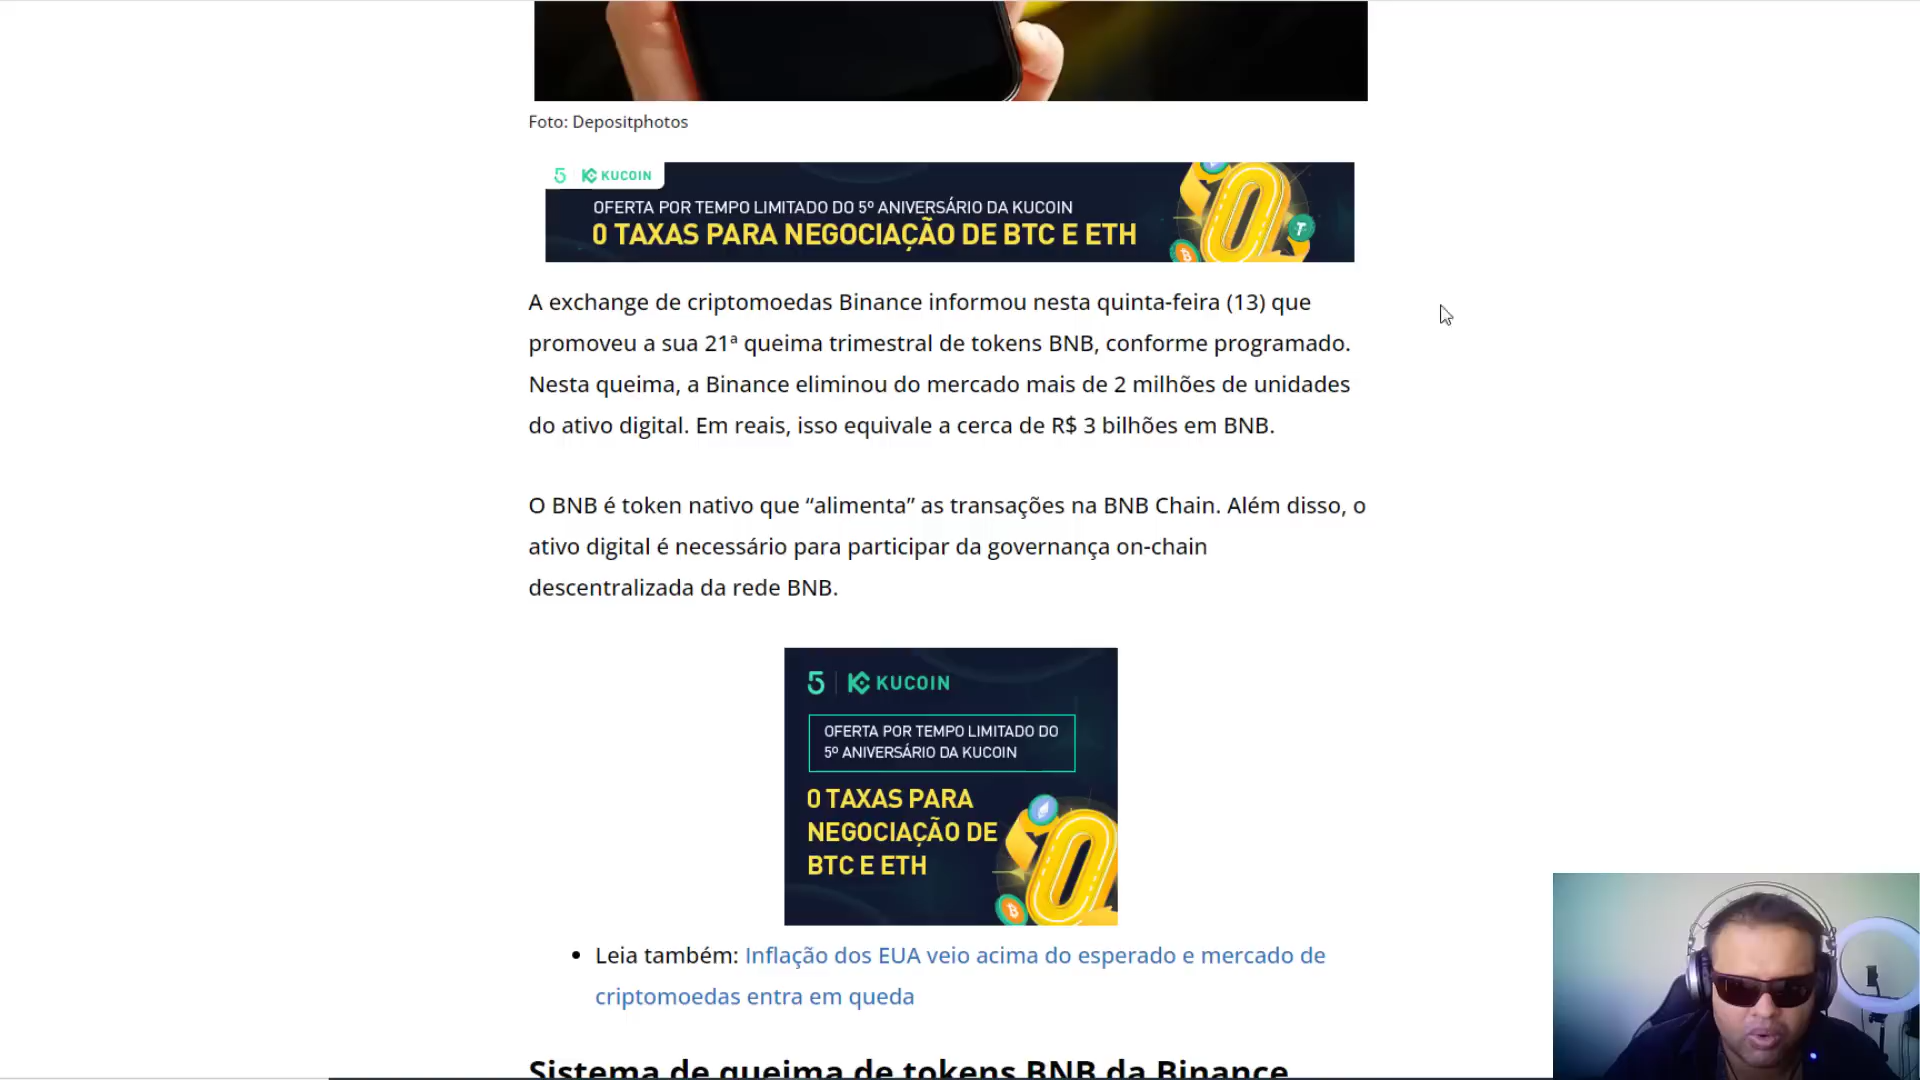 Foto: Depositphotos
5 KUCOIN
OFERTA POR TEMPO LIMITADO DO 5º ANIVERSÁRIO DA KUCOIN
0 TAXAS PARA NEGOCIAÇÃO DE BTC E ETH
A exchange de criptomoedas Binance informou nesta quinta-feira (13) que
promoveu a sua 21ª queima trimestral de tokens BNB, conforme programado.
Nesta queima, a Binance eliminou do mercado mais de 2 milhões de unidades
do ativo digital. Em reais, isso equivale a cerca de R$ 3 bilhões em BNB.
O BNB é token nativo que “alimenta” as transações na BNB Chain. Além disso, o
ativo digital é necessário para participar da governança on-chain
descentralizada da rede BNB.
5 KUCOIN
OFERTA POR TEMPO LIMITADO DO
5º ANIVERSÁRIO DA KUCOIN
0 TAXAS PARA
NEGOCIAÇÃO DE
BTC E ETH
• Leia também: Inflação dos EUA veio acima do esperado e mercado de
criptomoedas entra em queda
Sistema de queima de tokens BNB da Binance